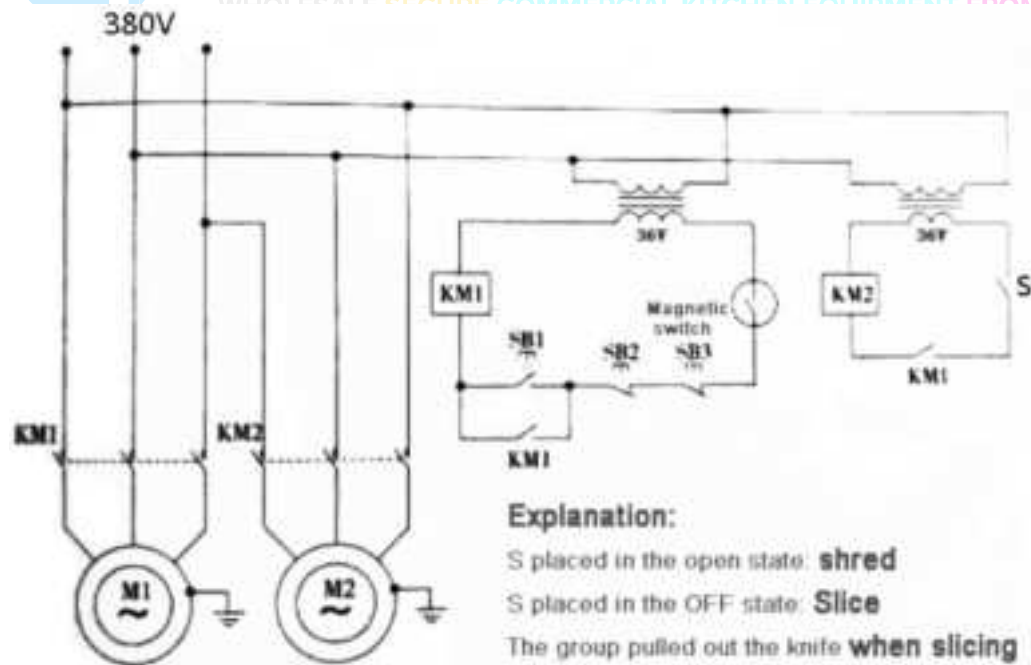 380V
36V
36V
KM1
Magnetic
switch
KM2
S
SB1
SB2
SB3
KM1
KM1
KM2
KM1
Explanation:
S placed in the open state: shred
M1
M2
S placed in the OFF state: Slice
The group pulled out the knife when slicing